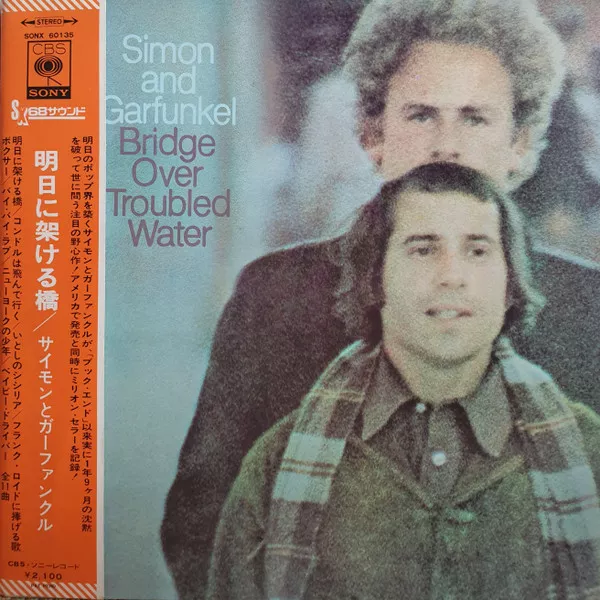 STEREO
SONX 60135
CBS
SONY
SX68サウンド
明日に架ける橋/サイモンとガーファンクル
明日のポップ界を築くサイモンとガーファンクルが、"ブック・エンド"以来実に1年9ヶ月の沈黙
を破って世に問う注目の野心作!アメリカで発売と同時にミリオン・セラーを記録!
明日に架ける橋/コンドルは飛んで行く/いとしのシシリア/フランク・ロイドに捧げる歌
ボクサー/バイ・バイ・ラブ/ニューヨークの少年/ベイビー・ドライバー 全11曲
CBS・ソニーレコード
¥2,100
Simon
and
Garfunkel
Bridge
Over
Troubled
Water